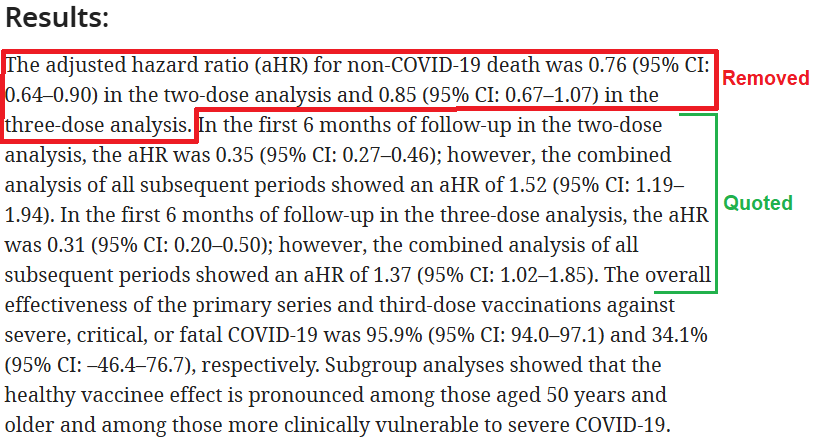 Results:
The adjusted hazard ratio (aHR) for non-COVID-19 death was 0.76 (95% CI:
0.64–0.90) in the two-dose analysis and 0.85 (95% CI: 0.67–1.07) in the
three-dose analysis. In the first 6 months of follow-up in the two-dose
analysis, the aHR was 0.35 (95% CI: 0.27–0.46); however, the combined
analysis of all subsequent periods showed an aHR of 1.52 (95% CI: 1.19–
1.94). In the first 6 months of follow-up in the three-dose analysis, the aHR
was 0.31 (95% CI: 0.20–0.50); however, the combined analysis of all
subsequent periods showed an aHR of 1.37 (95% CI: 1.02–1.85). The overall
effectiveness of the primary series and third-dose vaccinations against
severe, critical, or fatal COVID-19 was 95.9% (95% CI: 94.0–97.1) and 34.1%
(95% CI: –46.4–76.7), respectively. Subgroup analyses showed that the
healthy vaccinee effect is pronounced among those aged 50 years and
older and among those more clinically vulnerable to severe COVID-19.
Removed
Quoted